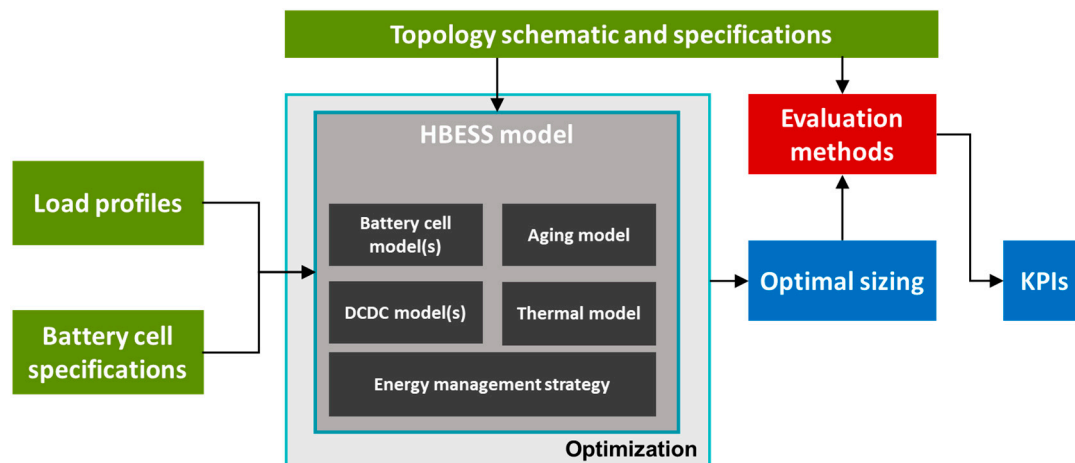 Topology schematic and specifications
HBESS model
Evaluation
methods
Load profiles
Battery cell
model(s)
Aging model
Optimal sizing
KPIs
DCDC model(s)
Thermal model
Battery cell
specifications
Energy management strategy
Optimization